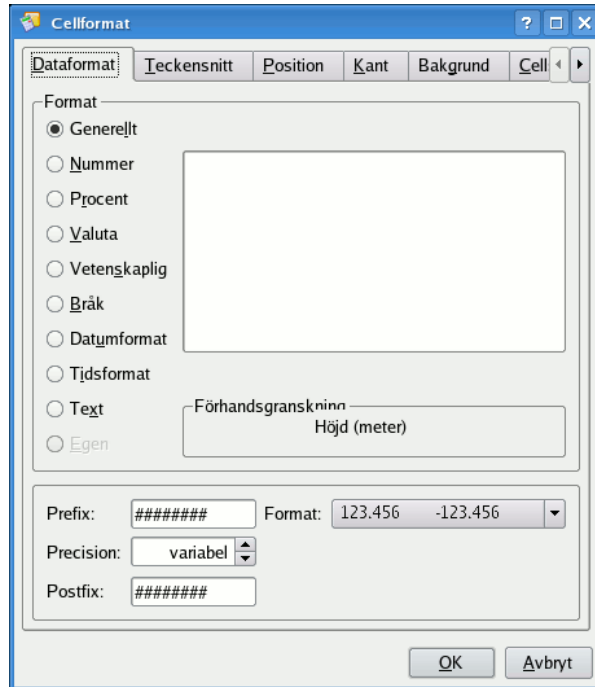 Cellformat
Dataformat Teckensnitt Position Kant Bakgrund Cell
Format
Generellt
Nummer
Procent
Valuta
Vetenskaplig
Bråk
Datumformat
Tidsformat
Text
Egen
Förhandsgranskning
Höjd (meter)
Prefix: ######## Format: 123.456 -123.456
Precision: variabel
Postfix: ########
OK Avbryt